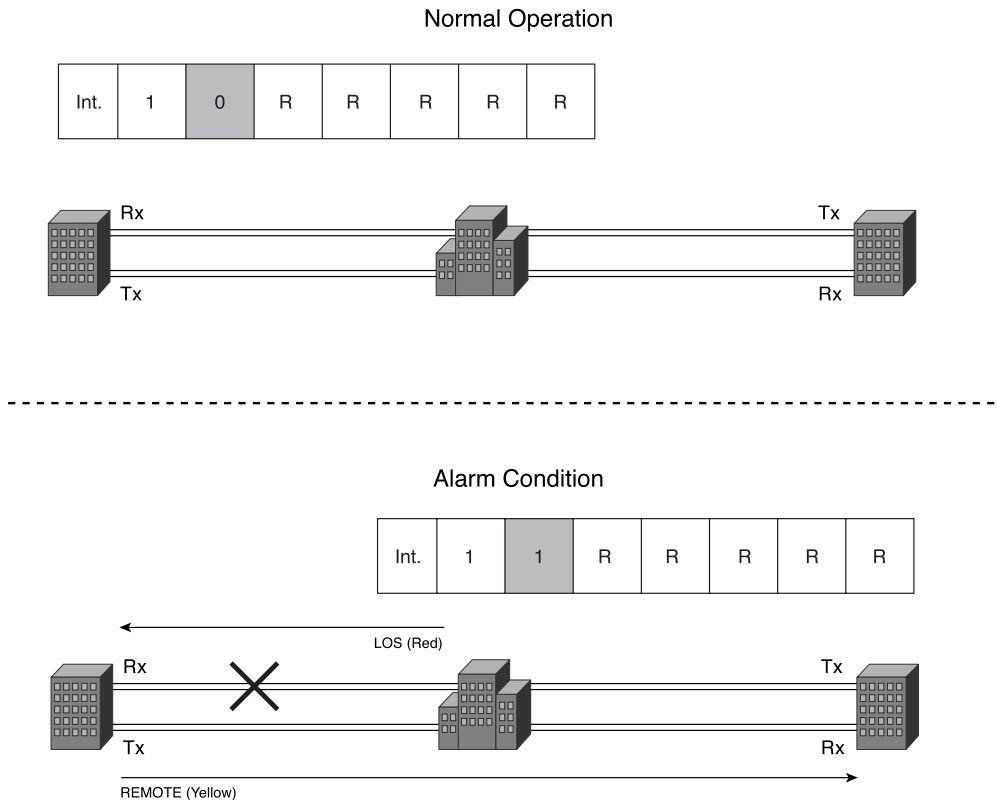 Normal Operation
Int. 1 0 R R R R R
Rx Tx
Tx Rx
Alarm Condition
Int. 1 1 R R R R R
LOS (Red)
Rx Tx
Tx Rx
REMOTE (Yellow)